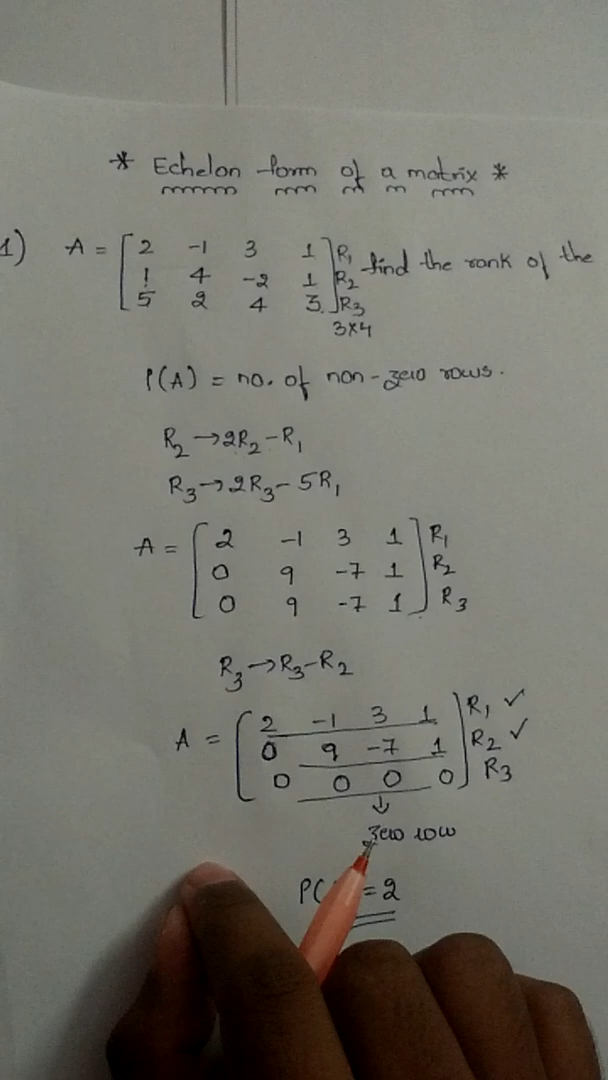 * Echelon form of a matrix *
1) A = [ 2 -1 3 1 ] R1 find the rank of the
1 4 -2 1 R2
5 2 4 3 R3
3x4
P(A) = no. of non-zero rows.
R2 → 2R2 - R1
R3 → 2R3 - 5R1
A = [ 2 -1 3 1 ] R1
0 9 -7 1 R2
0 9 -7 1 R3
R3 → R3 - R2
A = [ 2 -1 3 1 ] R1 ✓
0 9 -7 1 R2 ✓
0 0 0 0 R3
↓
zero row
P( = 2